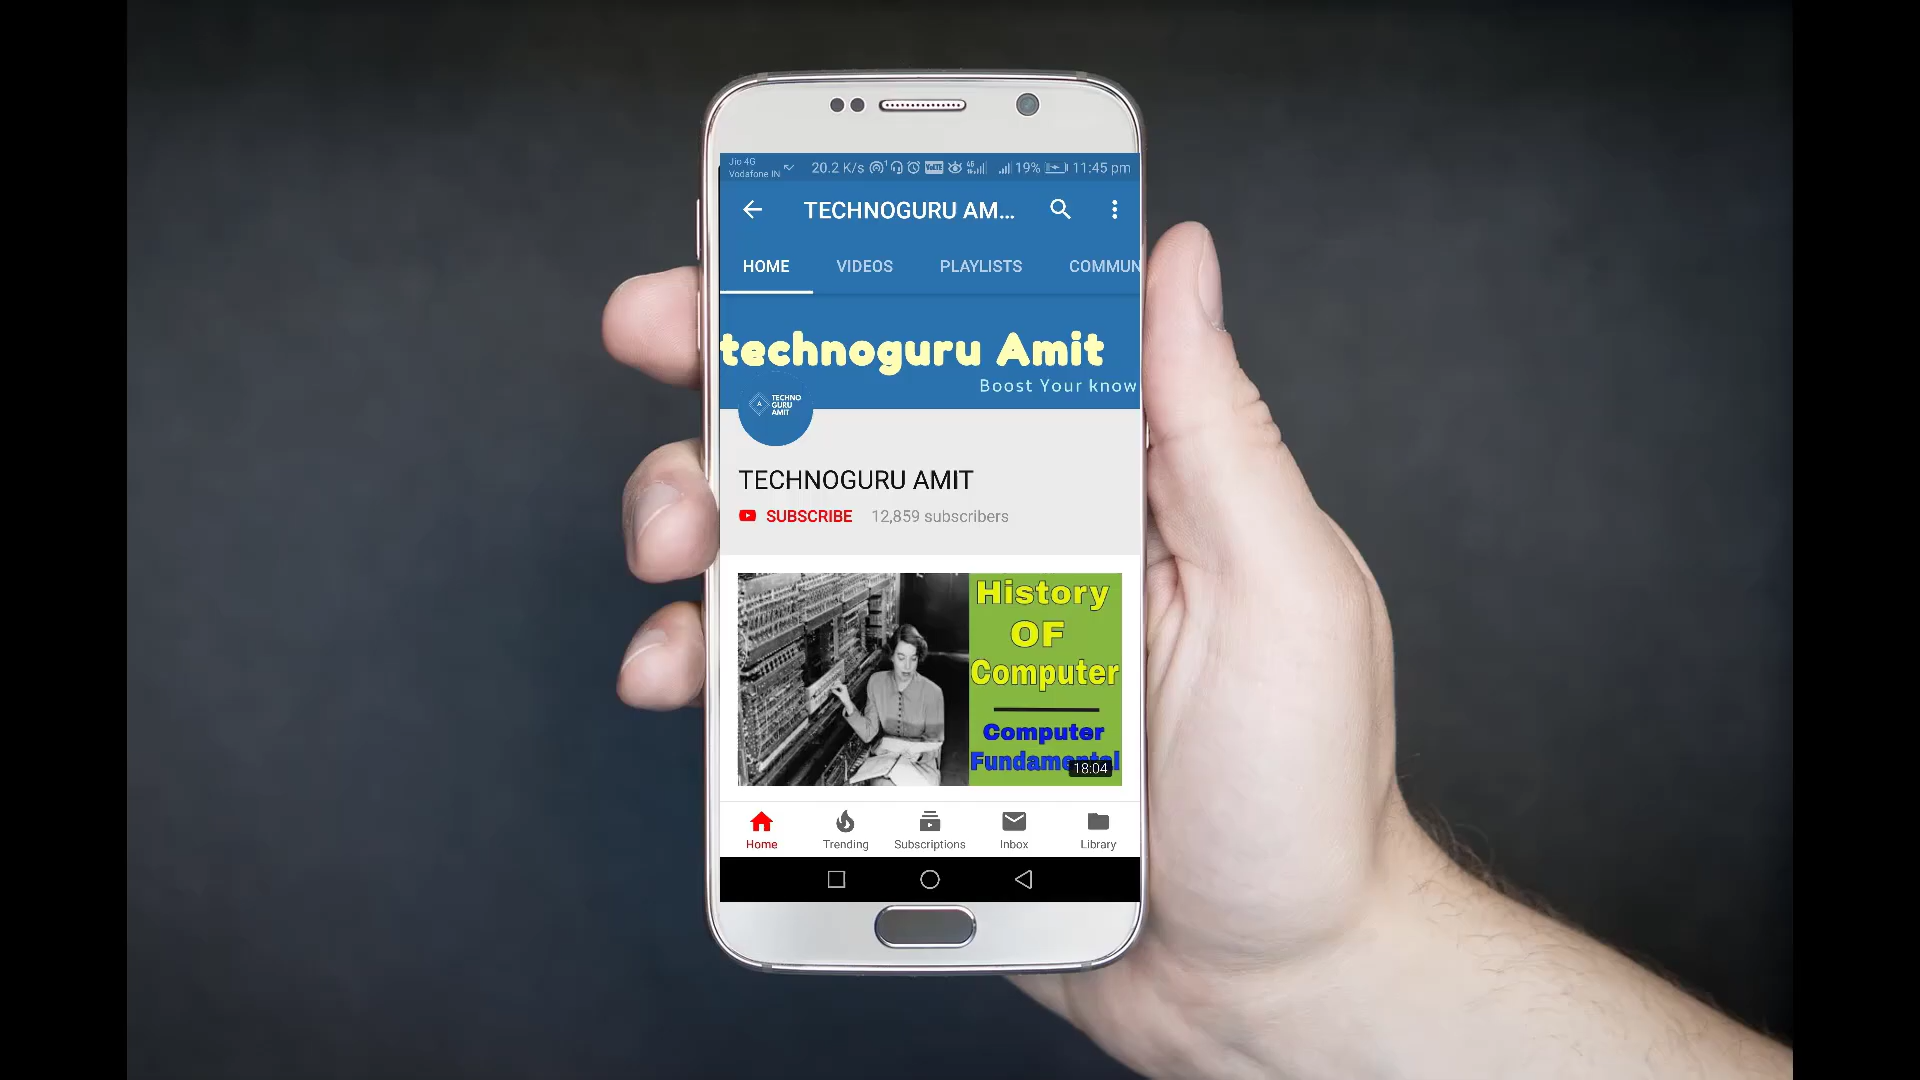 Jio 4G
Vodafone IN
20.2 K/s
19%
11:45 pm
TECHNOGURU AM...
HOME VIDEOS PLAYLISTS COMMUN
technoguru Amit
Boost Your know
A
TECHNO
GURU
AMIT
TECHNOGURU AMIT
SUBSCRIBE 12,859 subscribers
History
OF
Computer
Computer
Fundamental
18:04
Home Trending Subscriptions Inbox Library